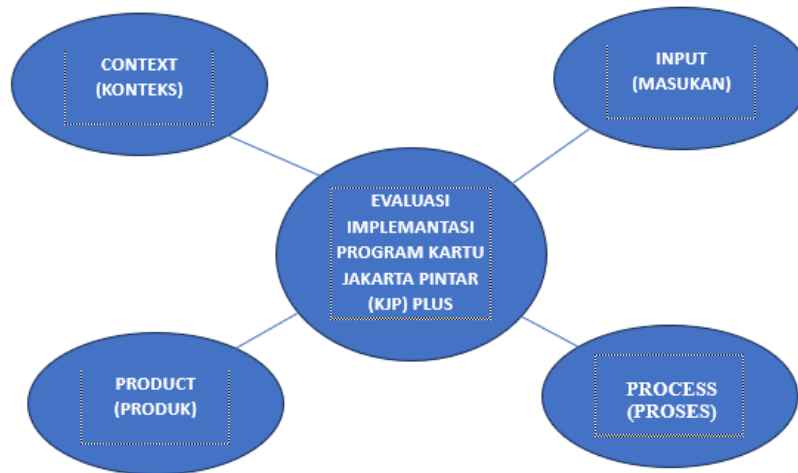 CONTEXT
(KONTEKS)
INPUT
(MASUKAN)
EVALUASI
IMPLEMANTASI
PROGRAM KARTU
JAKARTA PINTAR
(KJP) PLUS
PRODUCT
(PRODUK)
PROCESS
(PROSES)